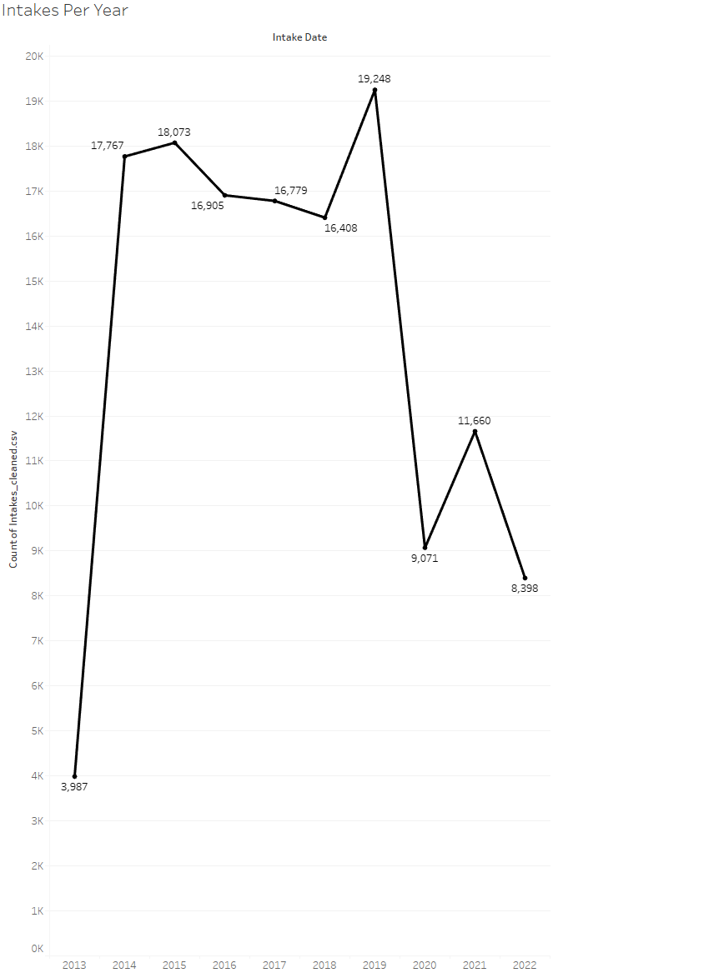 Intakes Per Year
Intake Date
20K
19K
18K
17K
16K
15K
14K
13K
12K
11K
10K
9K
8K
7K
6K
5K
4K
3K
2K
1K
0K
Count of Intakes_cleaned.csv
3,987
17,767
18,073
16,905
16,779
16,408
19,248
9,071
11,660
8,398
2013 2014 2015 2016 2017 2018 2019 2020 2021 2022